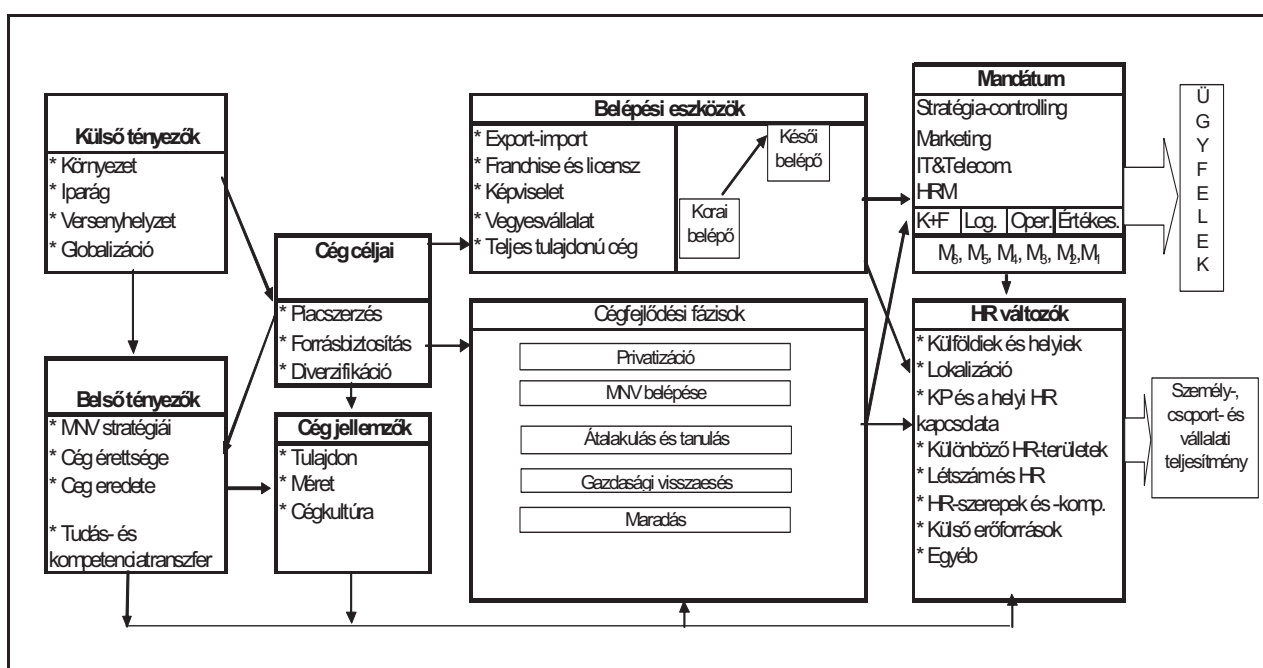 Külső tényezők
* Környezet
* Iparág
* Versenyhelyzet
* Globalizáció
Belső tényezők
* MNV stratégiái
* Cég érettsége
* Ceg eredete
* Tudás- és
kompetenciatranszfer
Cég céljai
* Piacszerzés
* Forrásbiztosítás
* Diverzifikáció
Cég jellemzők
* Tulajdon
* Méret
* Cégkultúra
Belépési eszközök
* Export-import
* Franchise és licensz
* Képviselet
* Vegyesvállalat
* Teljes tulajdonú cég
Késői
belépő
Korai
belépő
Cégfejlődési fázisok
Privatizáció
MNV belépése
Átalakulás és tanulás
Gazdasági visszaesés
Maradás
Mandátum
Stratégia-controlling
Marketing
IT&Telecom.
HRM
K+F Log. Oper. Értékes.
M6, M5, M4, M3, M2, M1
HR változók
* Külföldiek és helyiek
* Lokalizáció
* KP és a helyi HR
kapcsolata
* Különböző HR-területek
* Létszám és HR
* HR-szerepek és -komp.
* Külső erőforrások
* Egyéb
Ü
G
Y
F
E
L
E
K
Személy-,
csoport- és
vállalati
teljesítmény